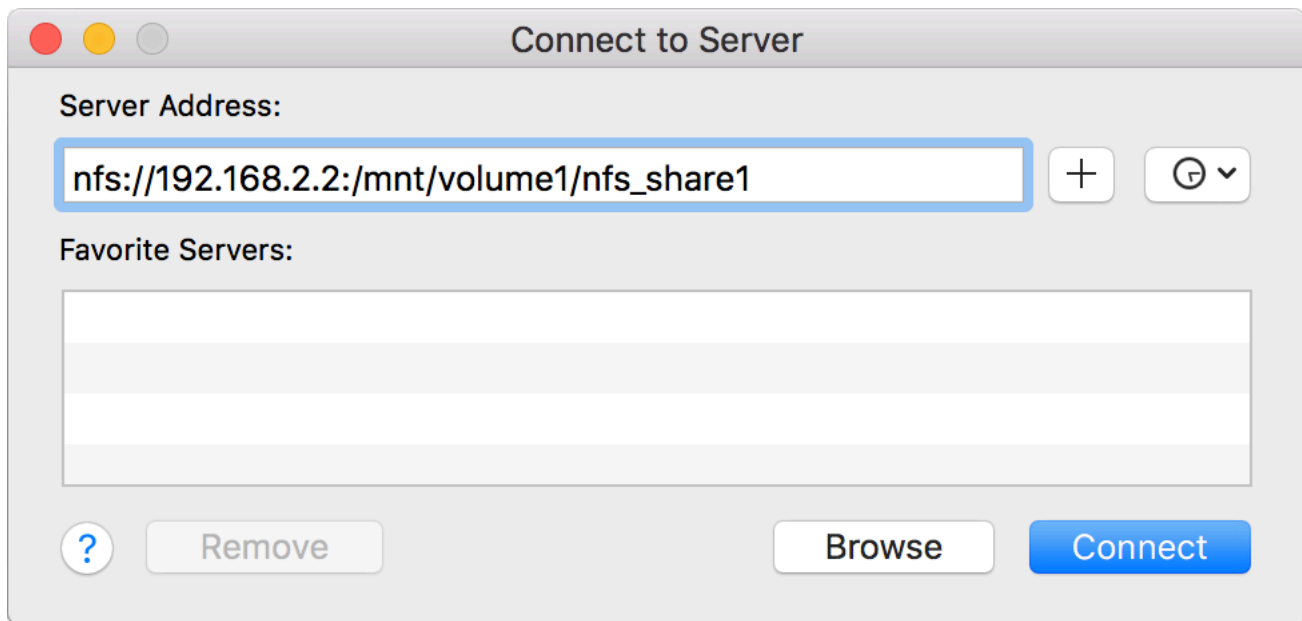 Connect to Server
Server Address:
nfs://192.168.2.2:/mnt/volume1/nfs_share1
Favorite Servers:
?
Remove
Browse
Connect